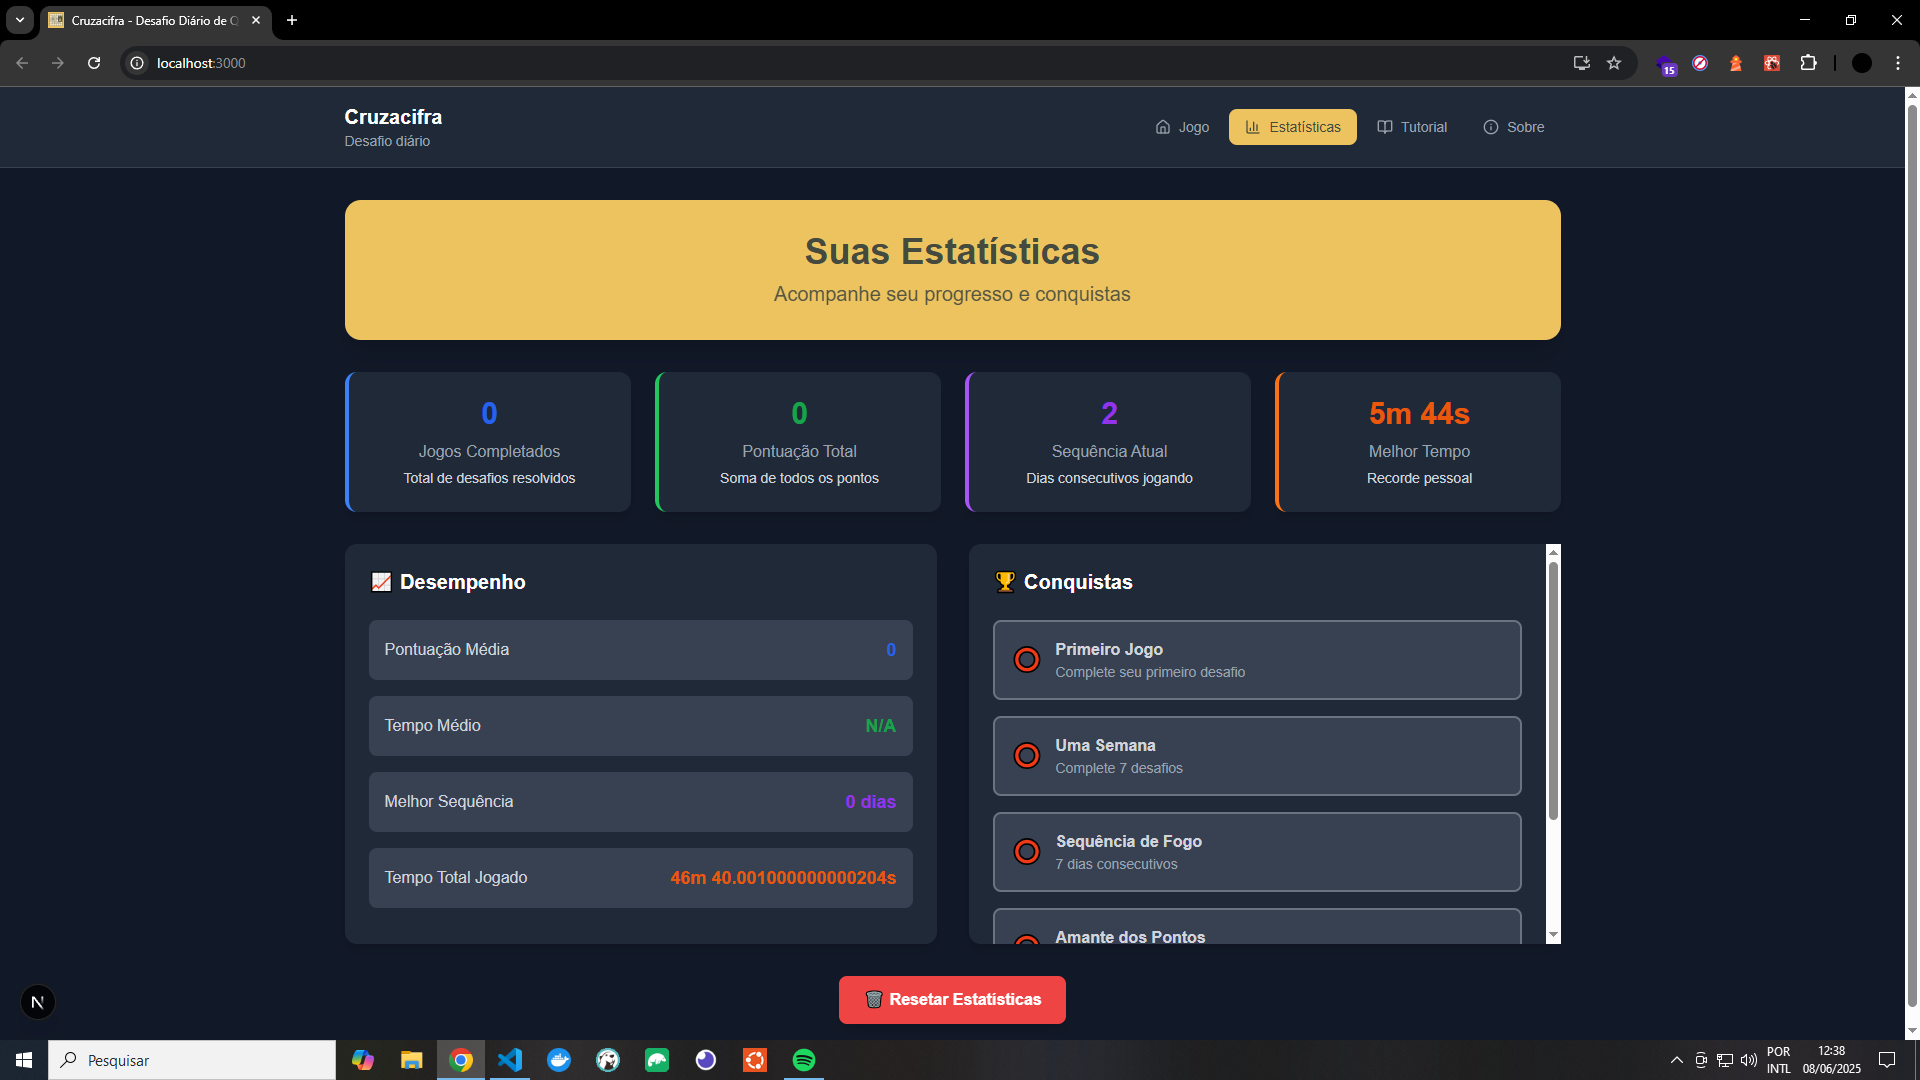 Cruzacifra - Desafio Diário de
localhost:3000
15
Cruzacifra
Desafio diário
Jogo
Estatísticas
Tutorial
Sobre
Suas Estatísticas
Acompanhe seu progresso e conquistas
0
Jogos Completados
Total de desafios resolvidos
0
Pontuação Total
Soma de todos os pontos
2
Sequência Atual
Dias consecutivos jogando
5m 44s
Melhor Tempo
Recorde pessoal
Desempenho
Pontuação Média
0
Tempo Médio
N/A
Melhor Sequência
0 dias
Tempo Total Jogado
46m 40.001000000000204s
Conquistas
Primeiro Jogo
Complete seu primeiro desafio
Uma Semana
Complete 7 desafios
Sequência de Fogo
7 dias consecutivos
Amante dos Pontos
N
Resetar Estatísticas
Pesquisar
POR
INTL
12:38
08/06/2025